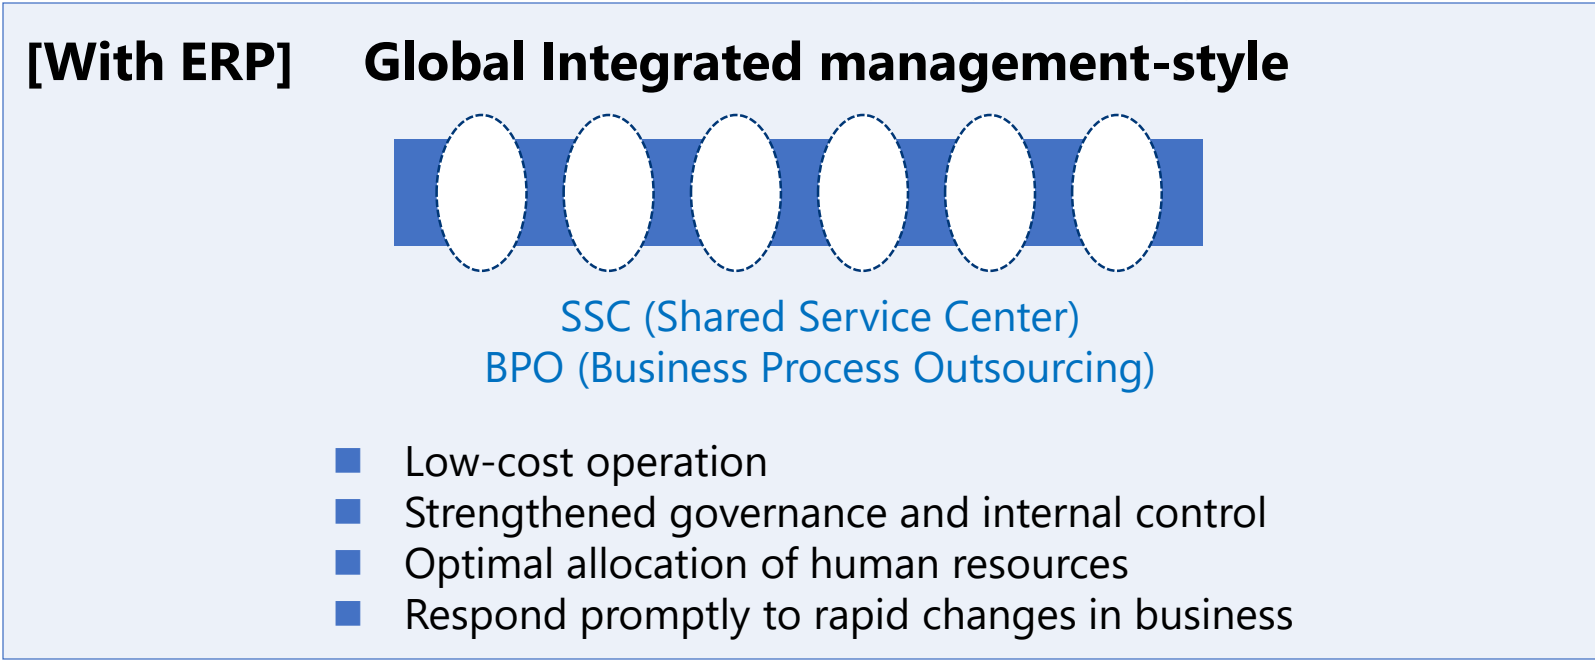 [With ERP] Global Integrated management-style
SSC (Shared Service Center)
BPO (Business Process Outsourcing)
Low-cost operation
Strengthened governance and internal control
Optimal allocation of human resources
Respond promptly to rapid changes in business